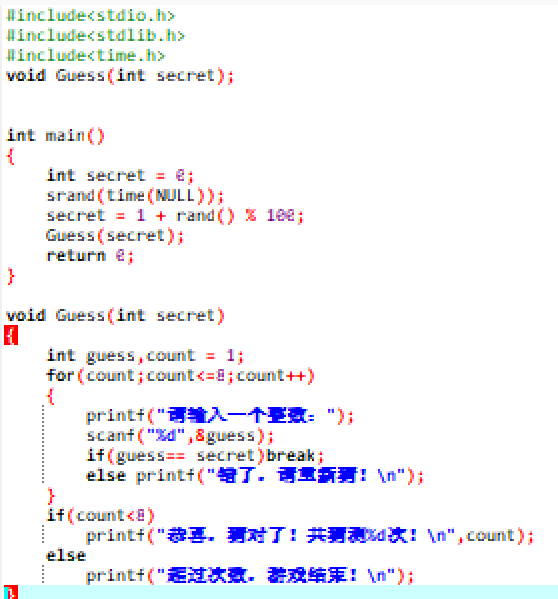 #include<stdio.h>
#include<stdlib.h>
#include<time.h>
void Guess(int secret);
int main()
{
int secret = 0;
srand(time(NULL));
secret = 1 + rand() % 100;
Guess(secret);
return 0;
}
void Guess(int secret)
{
int guess,count = 1;
for(count;count<=8;count++)
{
printf("请输入一个整数: ");
scanf("%d",&guess);
if(guess== secret)break;
else printf("错了。请重新猜! \n");
}
if(count<8)
printf("恭喜。猜对了! 共猜测%d次! \n",count);
else
printf("超过次数。游戏结束! \n");
}